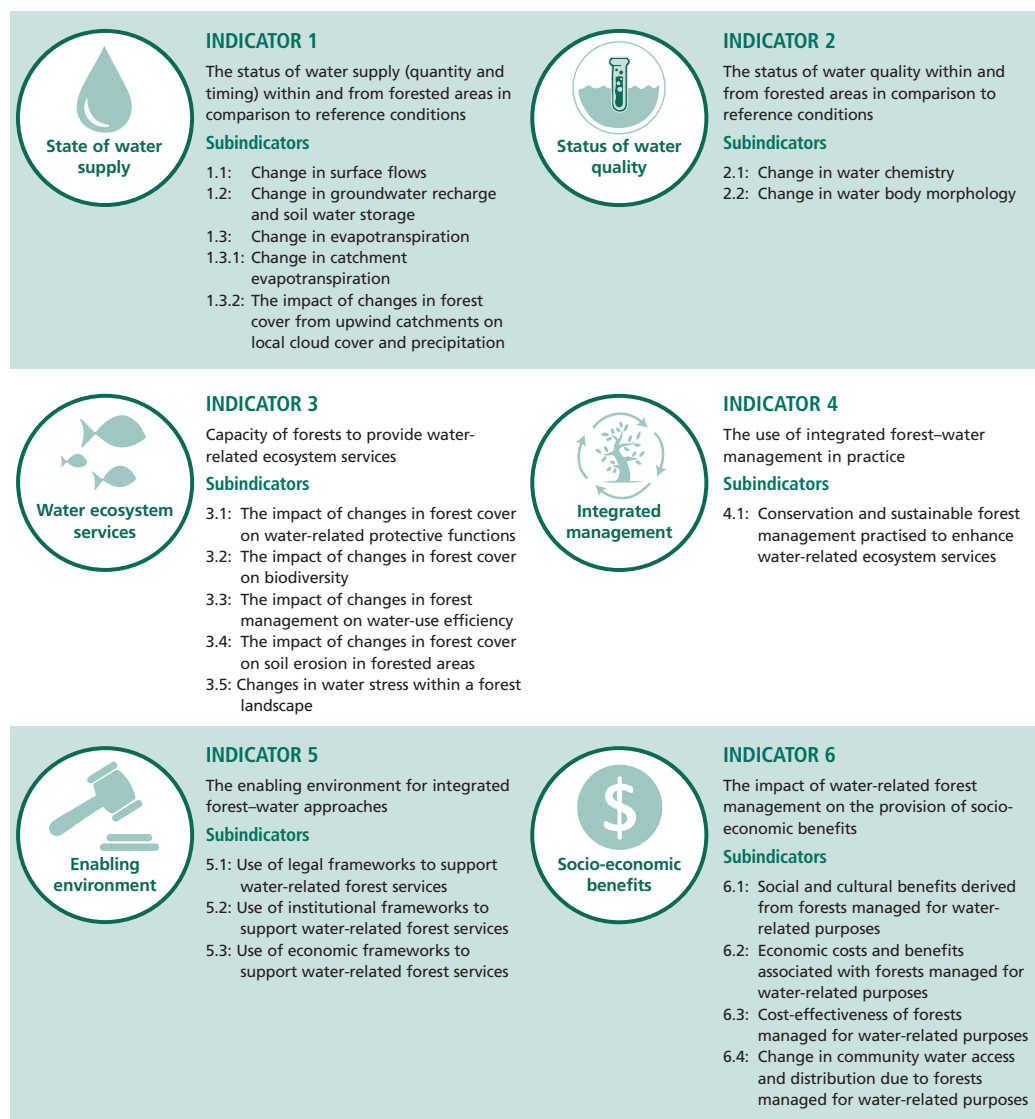 State of water
supply
INDICATOR 1
The status of water supply (quantity and
timing) within and from forested areas in
comparison to reference conditions
Subindicators
1.1: Change in surface flows
1.2: Change in groundwater recharge
and soil water storage
1.3: Change in evapotranspiration
1.3.1: Change in catchment
evapotranspiration
1.3.2: The impact of changes in forest
cover from upwind catchments on
local cloud cover and precipitation
Status of water
quality
INDICATOR 2
The status of water quality within and
from forested areas in comparison to
reference conditions
Subindicators
2.1: Change in water chemistry
2.2: Change in water body morphology
Water ecosystem
services
INDICATOR 3
Capacity of forests to provide water-
related ecosystem services
Subindicators
3.1: The impact of changes in forest cover
on water-related protective functions
3.2: The impact of changes in forest cover
on biodiversity
3.3: The impact of changes in forest
management on water-use efficiency
3.4: The impact of changes in forest cover
on soil erosion in forested areas
3.5: Changes in water stress within a forest
landscape
Integrated
management
INDICATOR 4
The use of integrated forest–water
management in practice
Subindicators
4.1: Conservation and sustainable forest
management practised to enhance
water-related ecosystem services
Enabling
environment
INDICATOR 5
The enabling environment for integrated
forest–water approaches
Subindicators
5.1: Use of legal frameworks to support
water-related forest services
5.2: Use of institutional frameworks to
support water-related forest services
5.3: Use of economic frameworks to
support water-related forest services
$
Socio-economic
benefits
INDICATOR 6
The impact of water-related forest
management on the provision of socio-
economic benefits
Subindicators
6.1: Social and cultural benefits derived
from forests managed for water-
related purposes
6.2: Economic costs and benefits
associated with forests managed for
water-related purposes
6.3: Cost-effectiveness of forests
managed for water-related purposes
6.4: Change in community water access
and distribution due to forests
managed for water-related purposes